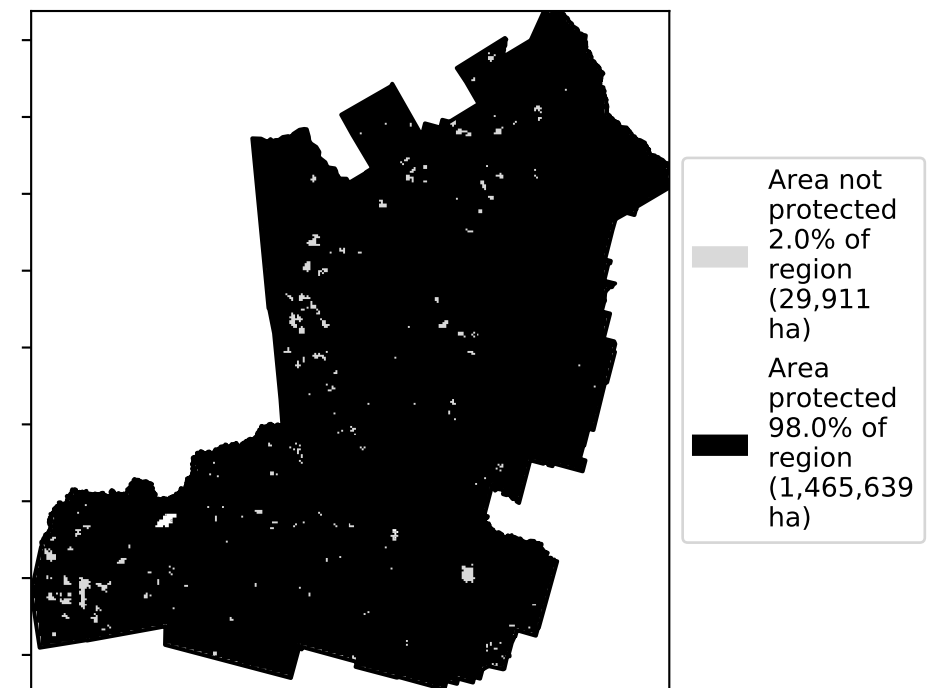 Area not
protected
2.0% of
region
(29,911
ha)
Area
protected
98.0% of
region
(1,465,639
ha)